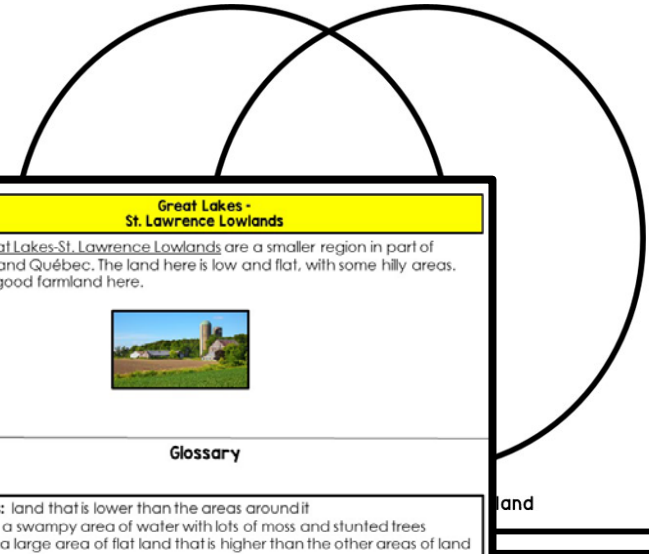 Great Lakes -
St. Lawrence Lowlands
at Lakes-St. Lawrence Lowlands are a smaller region in part of
and Québec. The land here is low and flat, with some hilly areas.
good farmland here.
Glossary
: land that is lower than the areas around it
a swampy area of water with lots of moss and stunted trees
a large area of flat land that is higher than the other areas of land
land